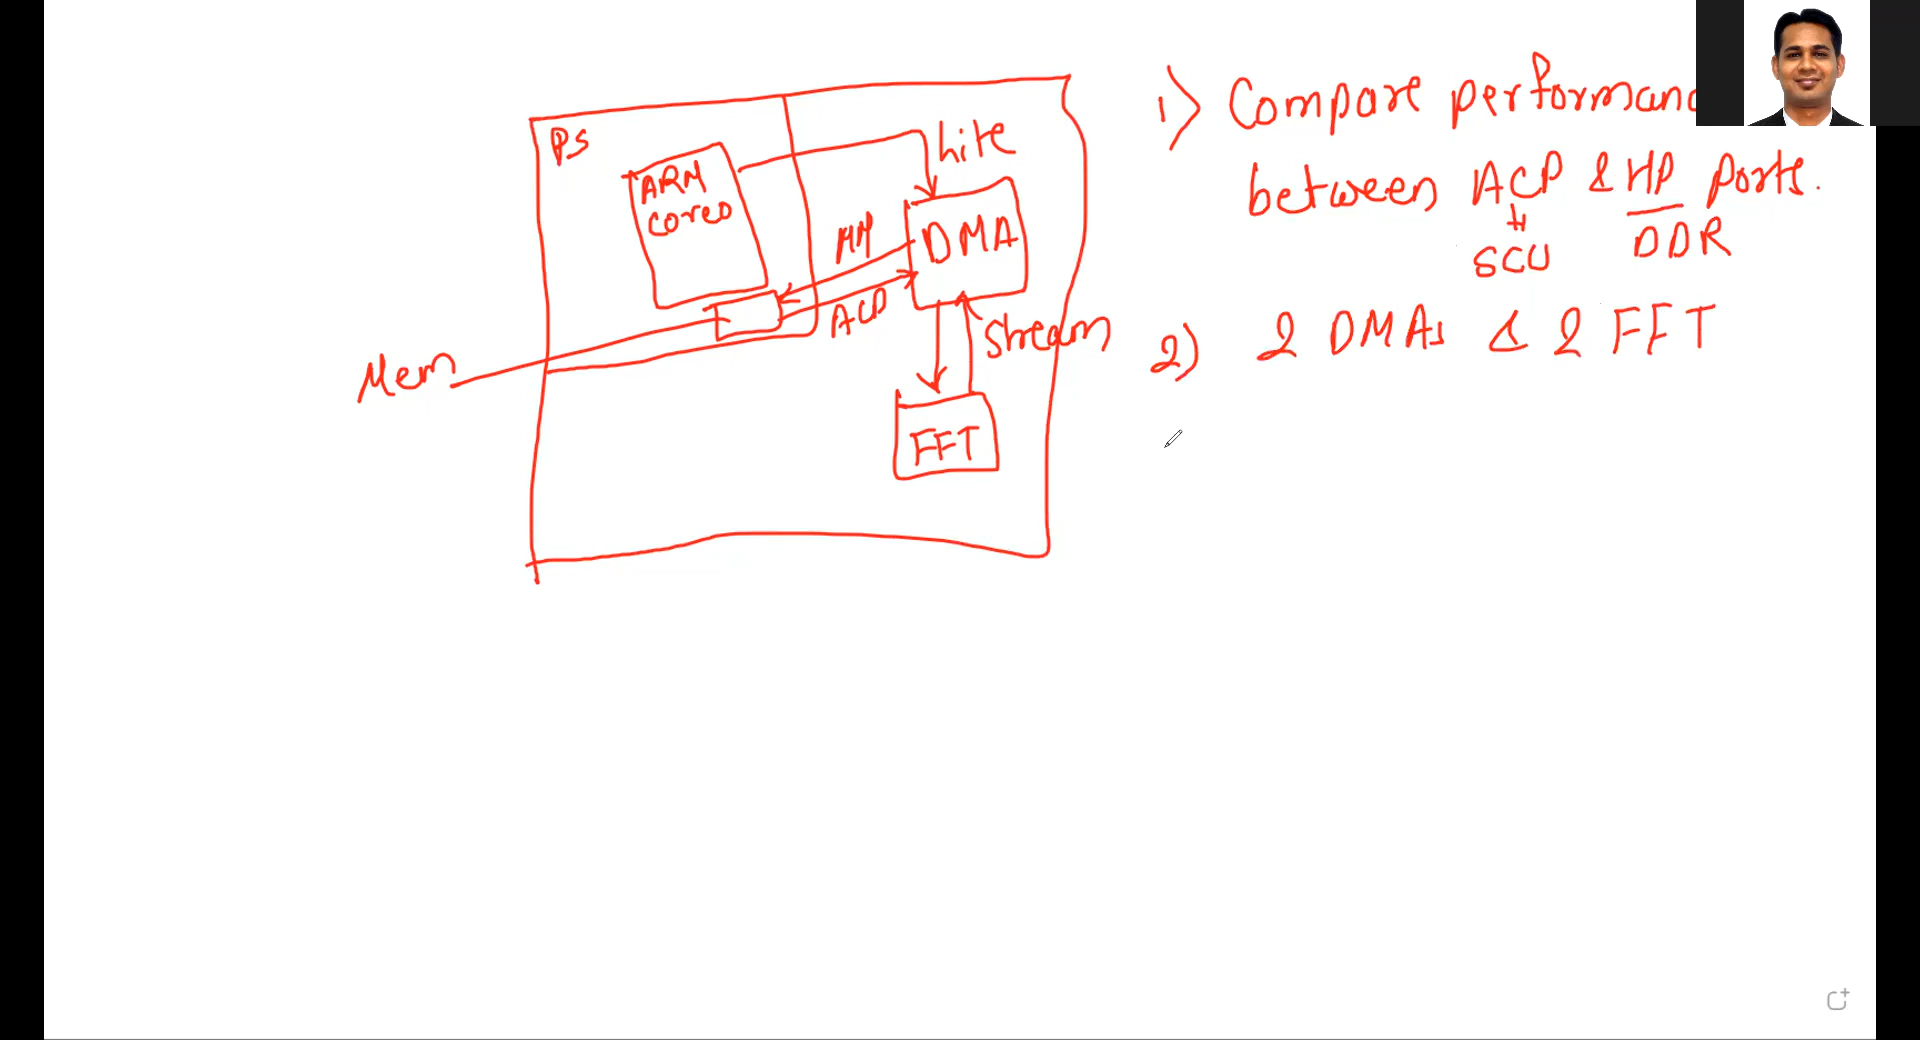 PS
ARM
cores
Lite
DMA
MM
ACP
Mem
Stream
FFT
1) Compare performanc
between ACP & HP Ports.
SCU
DDR
2) 2 DMAs & 2 FFT